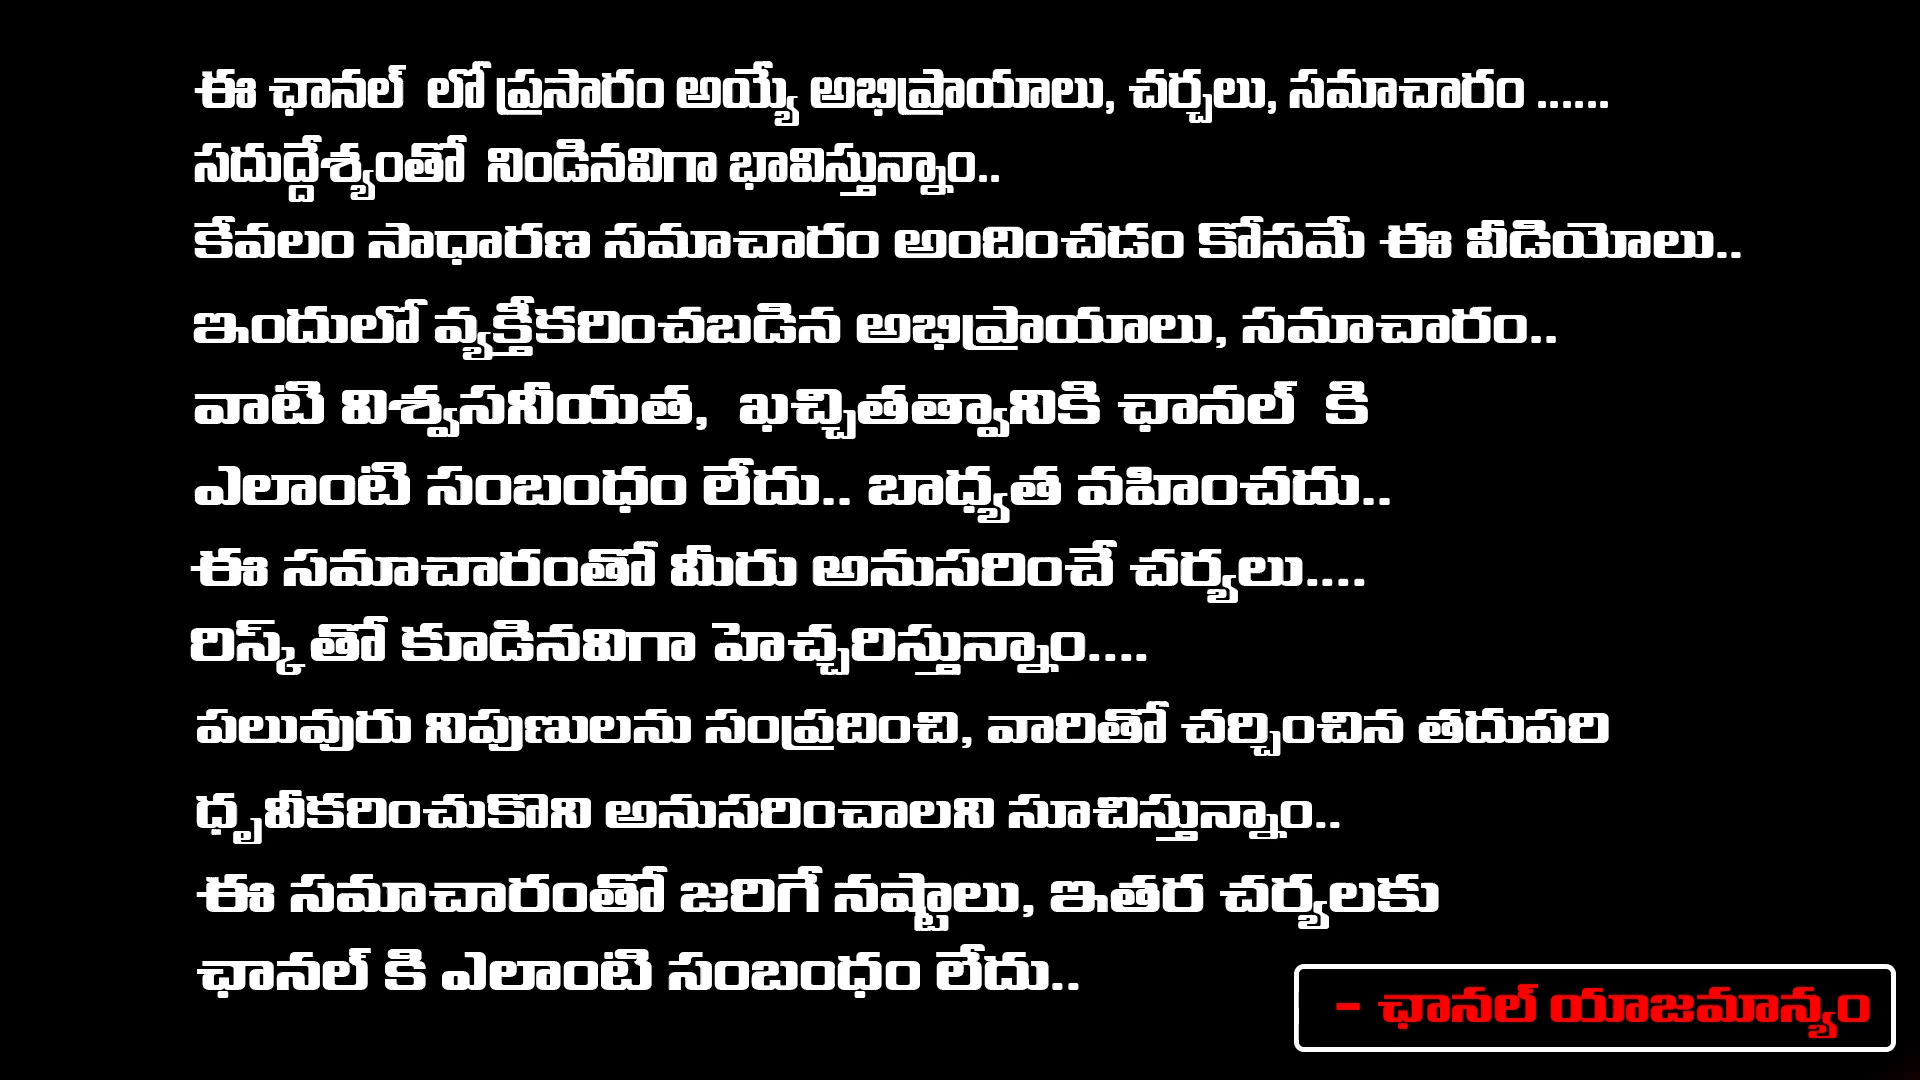 ఈ ఛానల్ లో ప్రసారం అయ్యే అభిప్రాయాలు, చర్చలు, సమాచారం ......
సదుద్దేశ్యంతో నిండినవిగా భావిస్తున్నాం..
కేవలం సాధారణ సమాచారం అందించడం కోసమే ఈ వీడియోలు..
ఇందులో వ్యక్తీకరించబడిన అభిప్రాయాలు, సమాచారం..
వాటి విశ్వసనీయత, ఖచ్చితత్వానికి ఛానల్ కి
ఎలాంటి సంబంధం లేదు.. బాధ్యత వహించదు..
ఈ సమాచారంతో మీరు అనుసరించే చర్యలు....
రిస్క్ తో కూడినవిగా హెచ్చరిస్తున్నాం....
పలువురు నిపుణులను సంప్రదించి, వారితో చర్చించిన తదుపరి
ధృవీకరించుకొని అనుసరించాలని సూచిస్తున్నాం..
ఈ సమాచారంతో జరిగే నష్టాలు, ఇతర చర్యలకు
ఛానల్ కి ఎలాంటి సంబంధం లేదు..
- ఛానల్ యాజమాన్యం